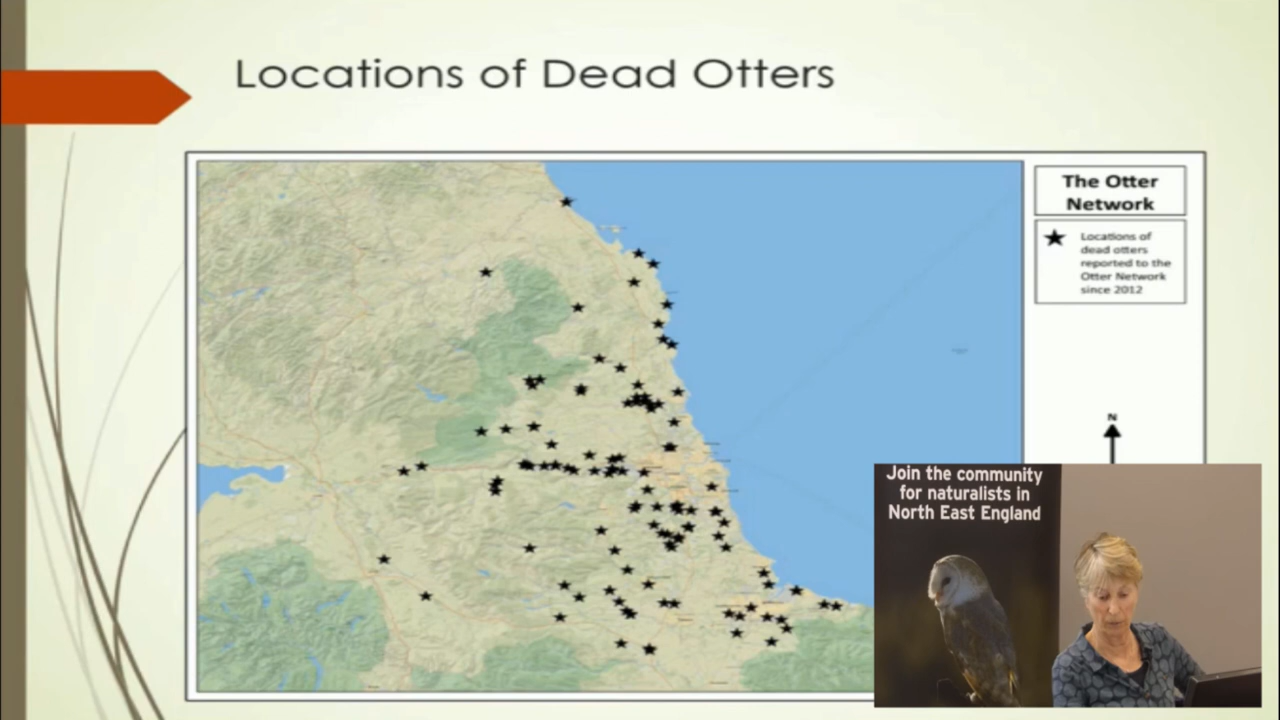 Locations of Dead Otters
The Otter
Network
Locations of
dead otters
reported to the
Otter Network
since 2012
N
Join the community
for naturalists in
North East England